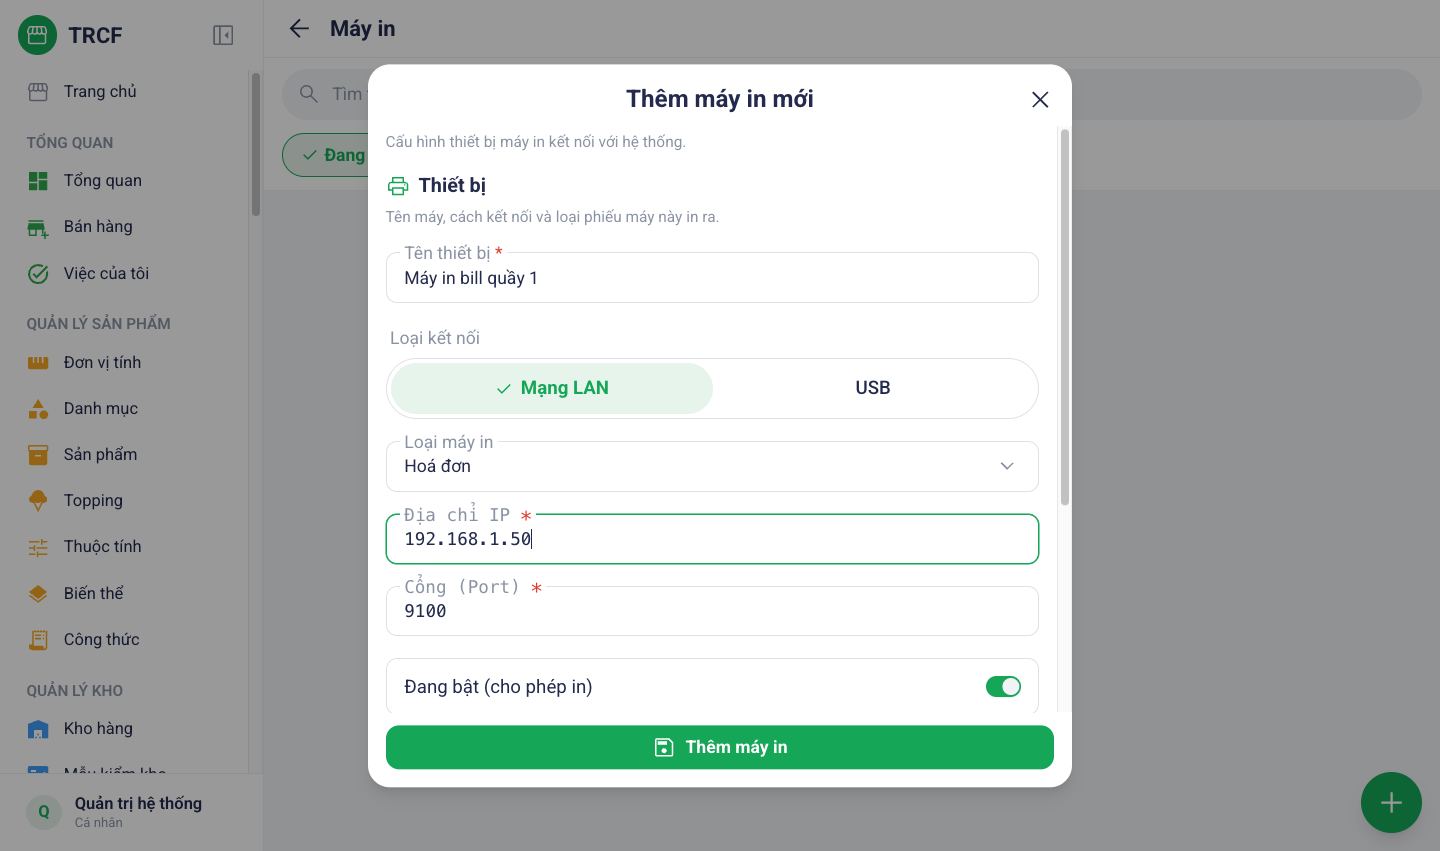 TRCF
Trang chủ
TỔNG QUAN
Tổng quan
Bán hàng
Việc của tôi
QUẢN LÝ SẢN PHẨM
Đơn vị tính
Danh mục
Sản phẩm
Topping
Thuộc tính
Biến thể
Công thức
QUẢN LÝ KHO
Kho hàng
Mẫu kiểm kho
Q
Quản trị hệ thống
Cá nhân
Máy in
Tìm
Đang
Thêm máy in mới
Cấu hình thiết bị máy in kết nối với hệ thống.
Thiết bị
Tên máy, cách kết nối và loại phiếu máy này in ra.
Tên thiết bị *
Máy in bill quầy 1
Loại kết nối
Mạng LAN
USB
Loại máy in
Hoá đơn
Địa chỉ IP *
192.168.1.50
Cổng (Port) *
9100
Đang bật (cho phép in)
Thêm máy in